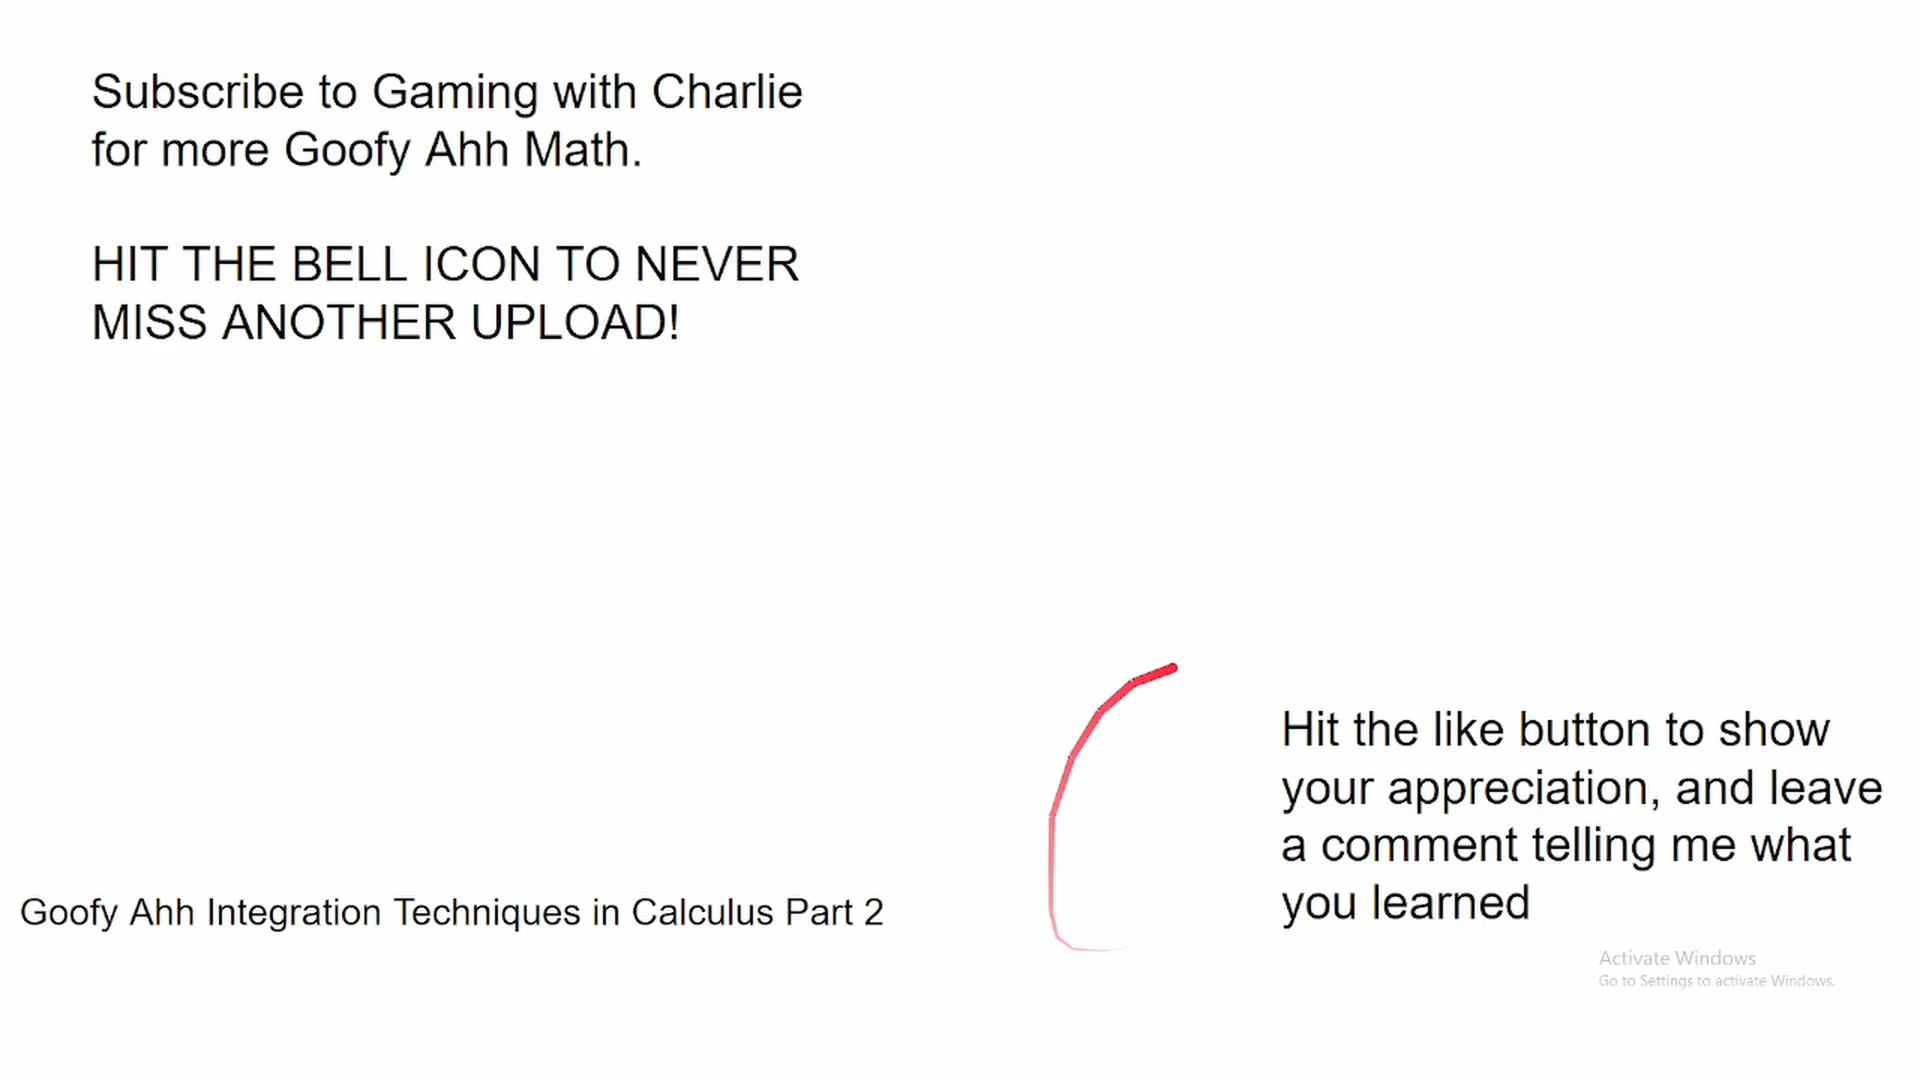 Subscribe to Gaming with Charlie
for more Goofy Ahh Math.
HIT THE BELL ICON TO NEVER
MISS ANOTHER UPLOAD!
Hit the like button to show
your appreciation, and leave
a comment telling me what
you learned
Goofy Ahh Integration Techniques in Calculus Part 2
Activate Windows
Go to Settings to activate Windows.